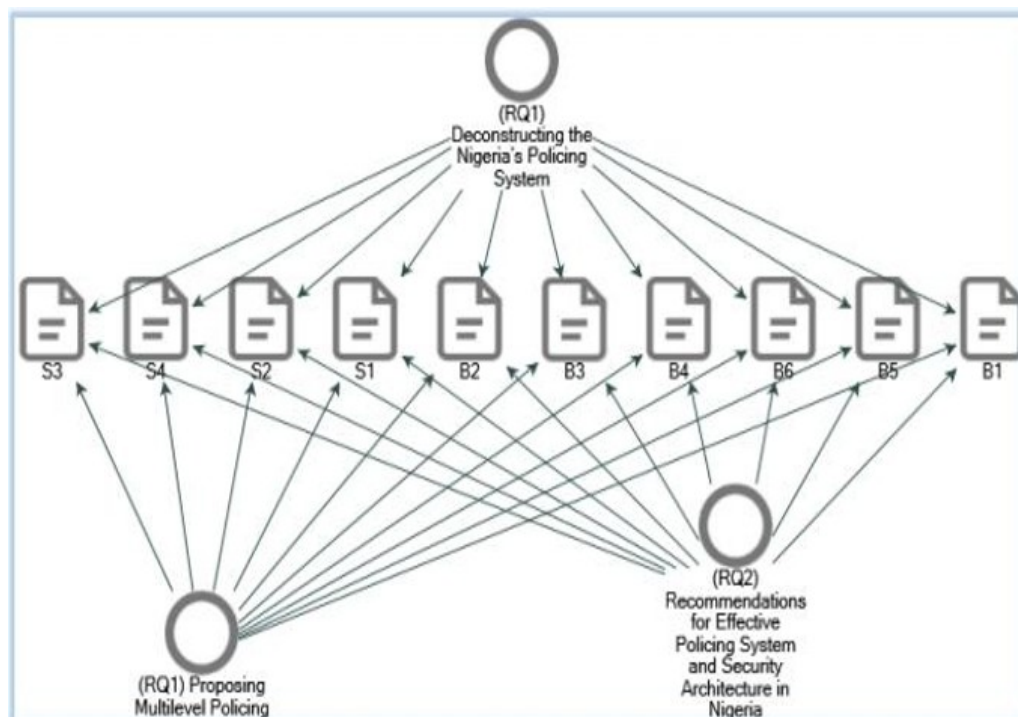 (RQ1)
Deconstructing the
Nigeria's Policing
System
S3
S4
S2
S1
B2
B3
B4
B6
B5
B1
(RQ2)
Recommendations
for Effective
Policing System
and Security
Architecture in
Nigeria
(RQ1) Proposing
Multilevel Policing